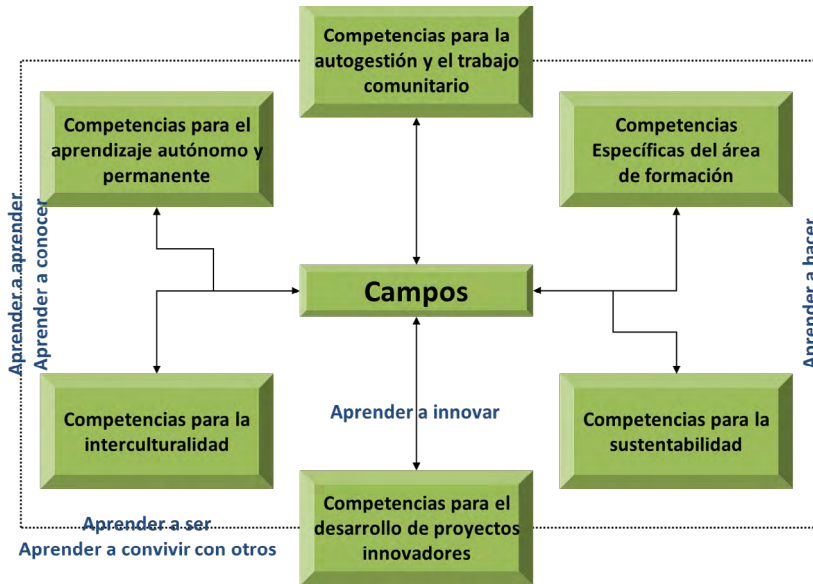 Competencias para la
autogestión y el trabajo
comunitario
Competencias para el
aprendizaje autónomo y
permanente
Competencias
Específicas del área
de formación
Aprender a aprender
Aprender a conocer
Aprender a hacer
Campos
Competencias para la
interculturalidad
Aprender a innovar
Competencias para la
sustentabilidad
Competencias para el
desarrollo de proyectos
innovadores
Aprender a ser
Aprender a convivir con otros